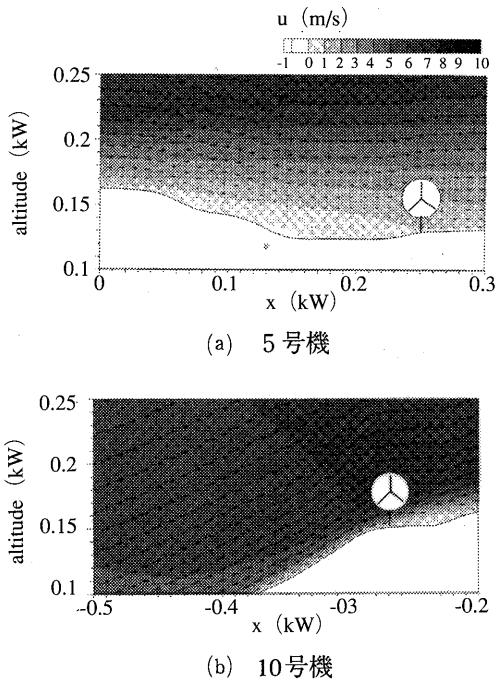 u (m/s)
-1 0 1 2 3 4 5 6 7 8 9 10
0.25
0.2
0.15
0.1
altitude (kW)
0 0.1 0.2 0.3
x (kW)
(a) 5号機
0.25
0.2
0.15
0.1
altitude (kW)
-0.5 -0.4 -03 -0.2
x (kW)
(b) 10号機